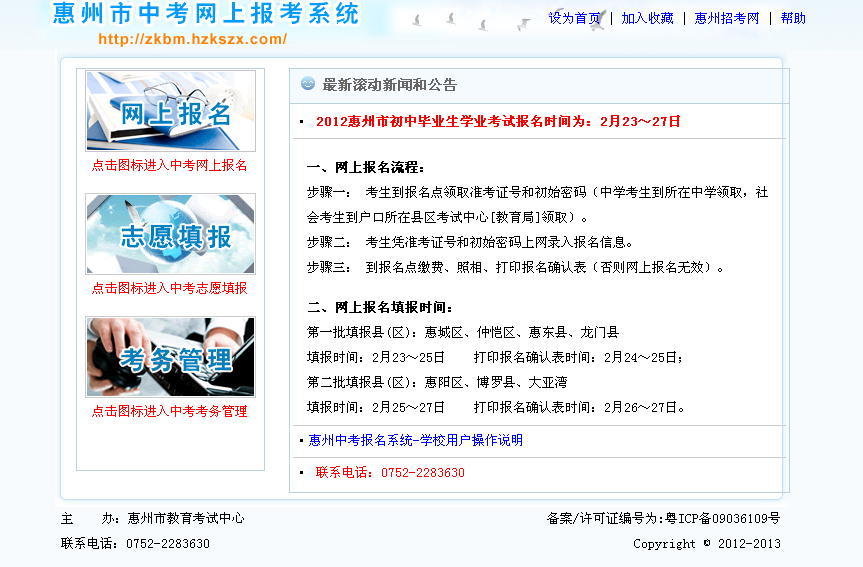 惠州市中考网上报考系统
http://zkbm.hzkszx.com/
设为首页 | 加入收藏 | 惠州招考网 | 帮助
网上报名
点击图标进入中考网上报名
志愿填报
点击图标进入中考志愿填报
考务管理
点击图标进入中考考务管理
最新滚动新闻和公告
2012惠州市初中毕业生学业考试报名时间为：2月23～27日
一、网上报名流程：
步骤一： 考生到报名点领取准考证号和初始密码（中学考生到所在中学领取，社
会考生到户口所在县区考试中心[教育局]领取）。
步骤二： 考生凭准考证号和初始密码上网录入报名信息。
步骤三： 到报名点缴费、照相、打印报名确认表（否则网上报名无效）。
二、网上报名填报时间：
第一批填报县(区)：惠城区、仲恺区、惠东县、龙门县
填报时间：2月23～25日 打印报名确认表时间：2月24～25日；
第二批填报县(区)：惠阳区、博罗县、大亚湾
填报时间：2月25～27日 打印报名确认表时间：2月26～27日。
惠州中考报名系统-学校用户操作说明
联系电话：0752-2283630
主 办：惠州市教育考试中心
备案/许可证编号为:粤ICP备09036109号
联系电话：0752-2283630
Copyright © 2012-2013